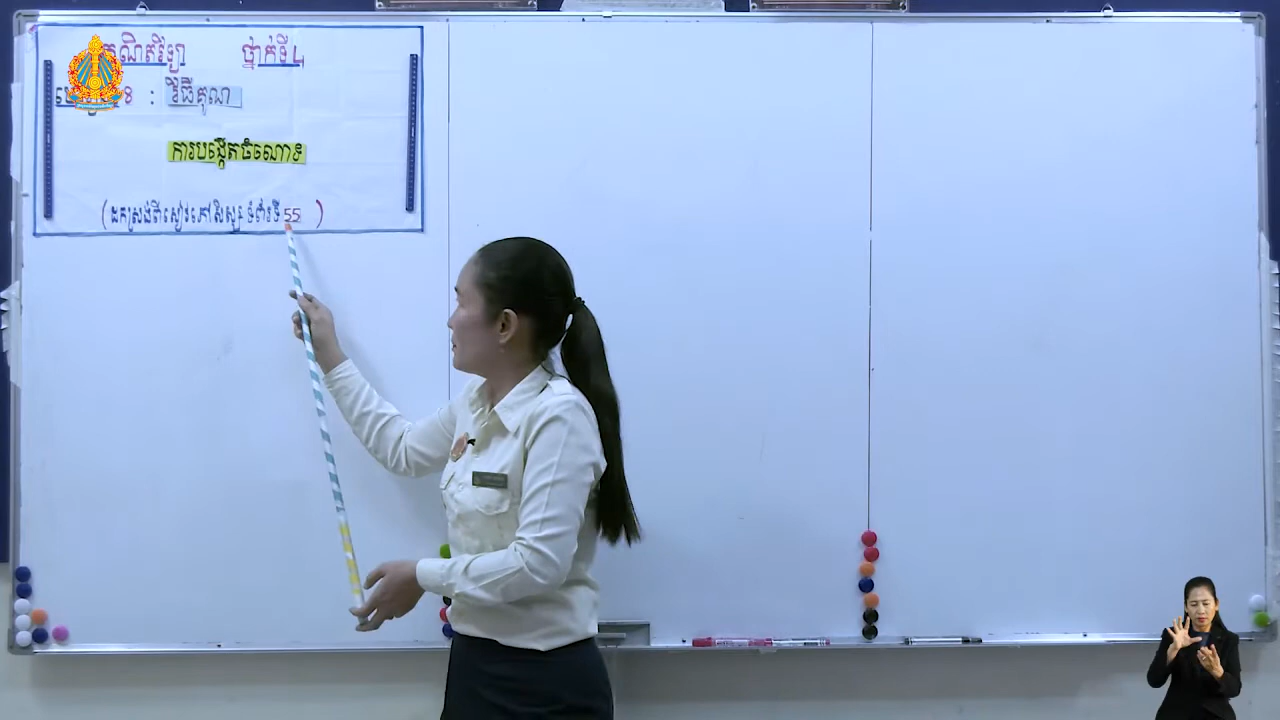 គណិតវិទ្យា ថ្នាក់ទី៤
: វិធីគុណ
ការបង្កើតចំណោទ
(ដកស្រង់ពីសៀវភៅសិស្ស ទំព័រទី 55 )